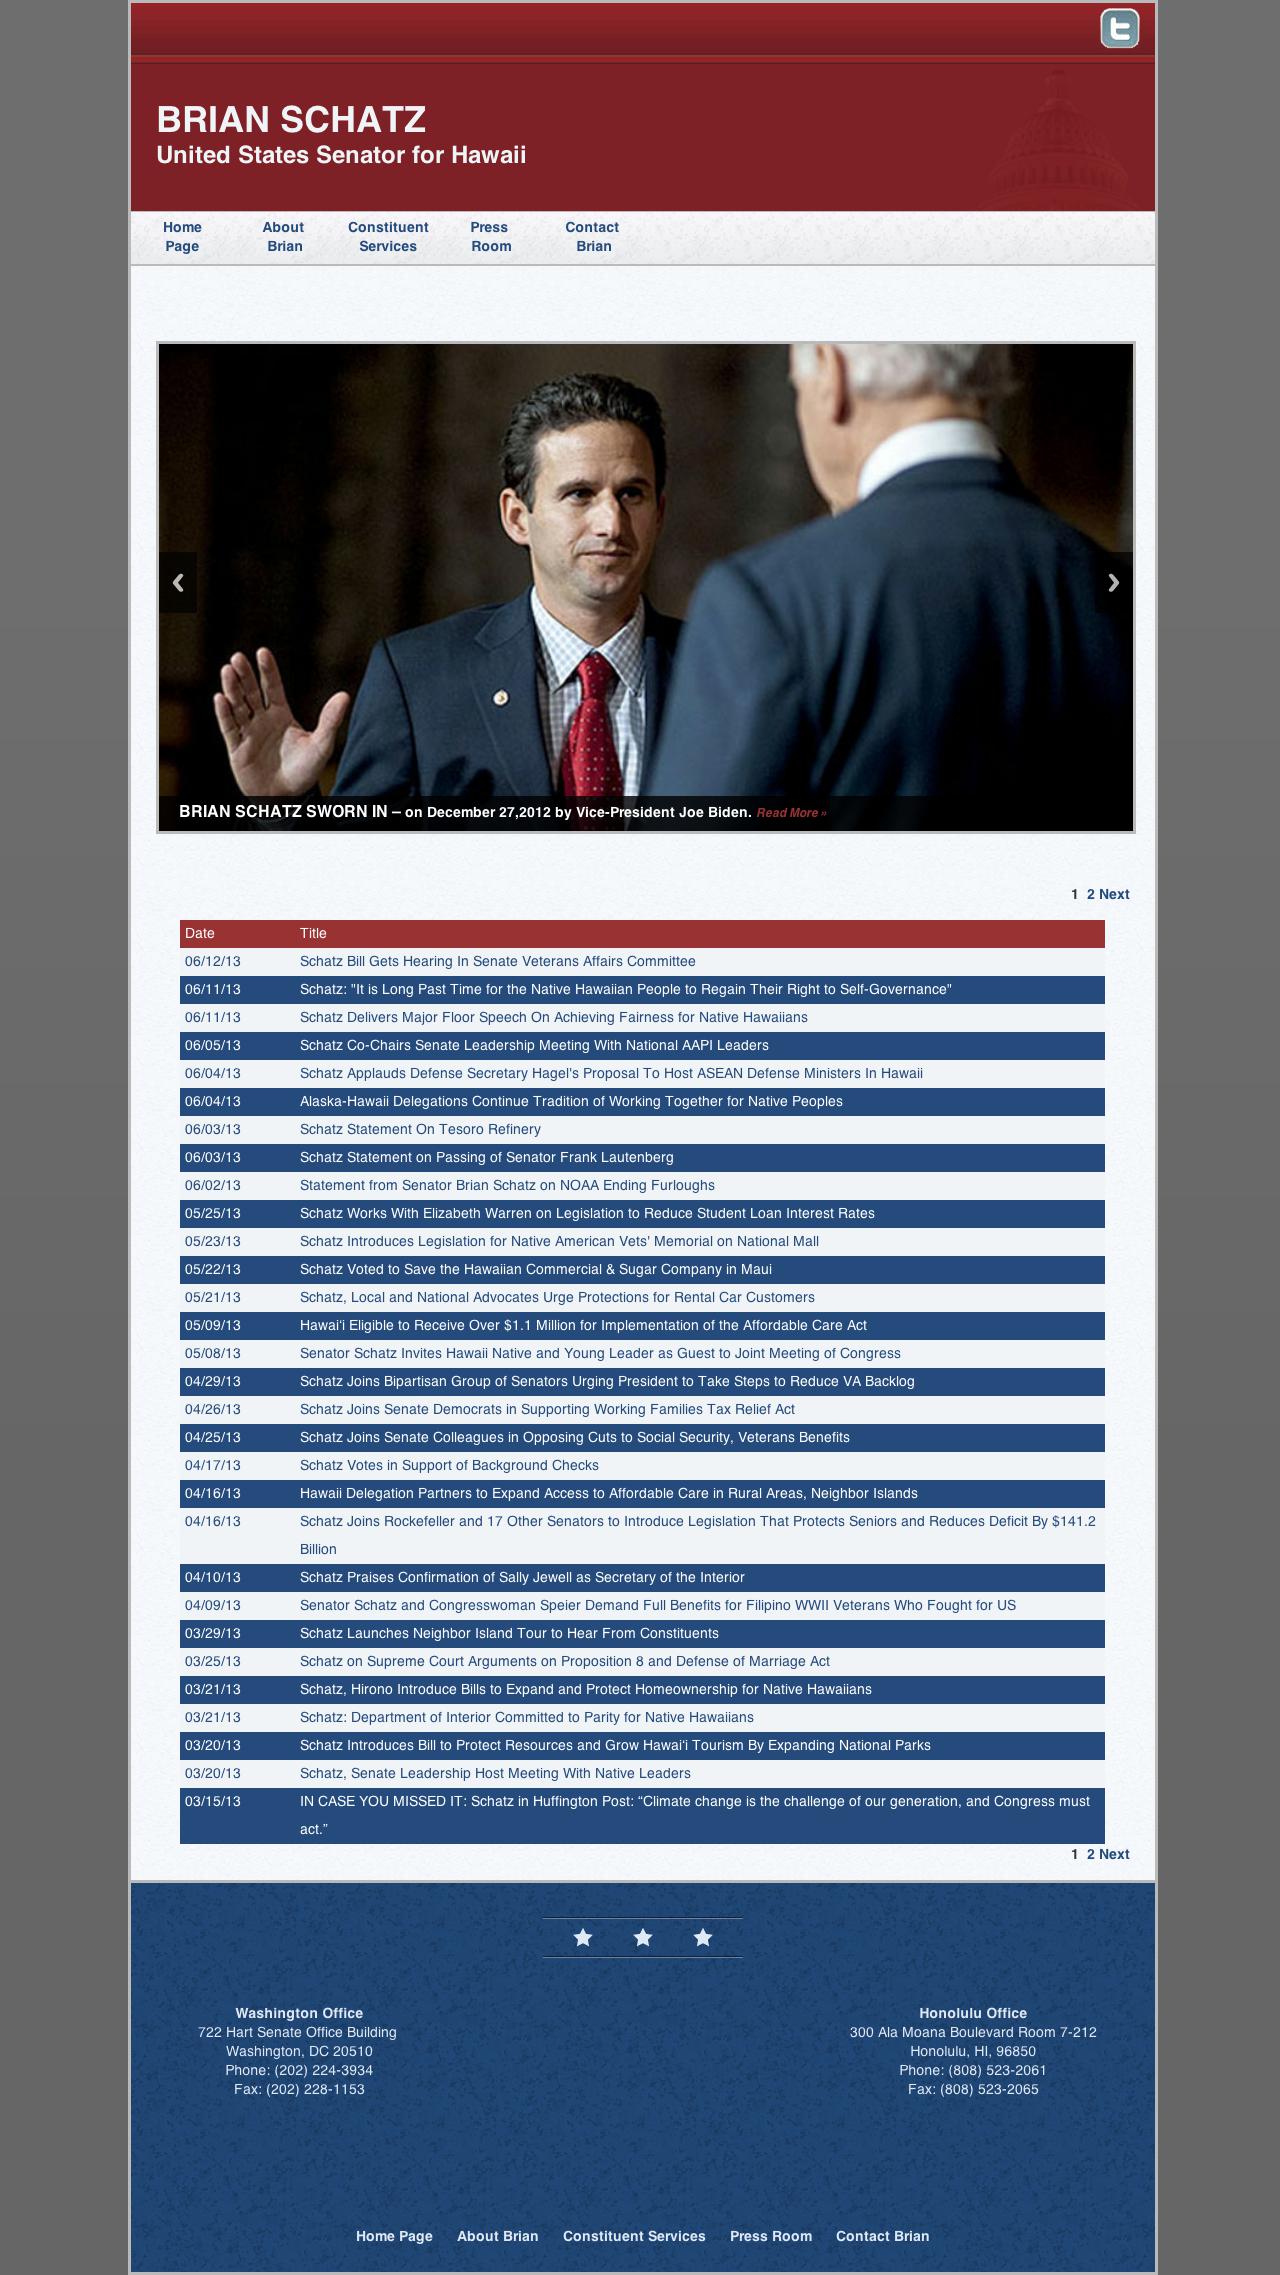 BRIAN SCHATZ
United States Senator for Hawaii
Home Page
About Brian
Constituent Services
Press Room
Contact Brian
BRIAN SCHATZ SWORN IN – on December 27,2012 by Vice-President Joe Biden. Read More »
1 2 Next
Date Title
06/12/13 Schatz Bill Gets Hearing In Senate Veterans Affairs Committee
06/11/13 Schatz: "It is Long Past Time for the Native Hawaiian People to Regain Their Right to Self-Governance"
06/11/13 Schatz Delivers Major Floor Speech On Achieving Fairness for Native Hawaiians
06/05/13 Schatz Co-Chairs Senate Leadership Meeting With National AAPI Leaders
06/04/13 Schatz Applauds Defense Secretary Hagel's Proposal To Host ASEAN Defense Ministers In Hawaii
06/04/13 Alaska-Hawaii Delegations Continue Tradition of Working Together for Native Peoples
06/03/13 Schatz Statement On Tesoro Refinery
06/03/13 Schatz Statement on Passing of Senator Frank Lautenberg
06/02/13 Statement from Senator Brian Schatz on NOAA Ending Furloughs
05/25/13 Schatz Works With Elizabeth Warren on Legislation to Reduce Student Loan Interest Rates
05/23/13 Schatz Introduces Legislation for Native American Vets' Memorial on National Mall
05/22/13 Schatz Voted to Save the Hawaiian Commercial & Sugar Company in Maui
05/21/13 Schatz, Local and National Advocates Urge Protections for Rental Car Customers
05/09/13 Hawai‘i Eligible to Receive Over $1.1 Million for Implementation of the Affordable Care Act
05/08/13 Senator Schatz Invites Hawaii Native and Young Leader as Guest to Joint Meeting of Congress
04/29/13 Schatz Joins Bipartisan Group of Senators Urging President to Take Steps to Reduce VA Backlog
04/26/13 Schatz Joins Senate Democrats in Supporting Working Families Tax Relief Act
04/25/13 Schatz Joins Senate Colleagues in Opposing Cuts to Social Security, Veterans Benefits
04/17/13 Schatz Votes in Support of Background Checks
04/16/13 Hawaii Delegation Partners to Expand Access to Affordable Care in Rural Areas, Neighbor Islands
04/16/13 Schatz Joins Rockefeller and 17 Other Senators to Introduce Legislation That Protects Seniors and Reduces Deficit By $141.2
Billion
04/10/13 Schatz Praises Confirmation of Sally Jewell as Secretary of the Interior
04/09/13 Senator Schatz and Congresswoman Speier Demand Full Benefits for Filipino WWII Veterans Who Fought for US
03/29/13 Schatz Launches Neighbor Island Tour to Hear From Constituents
03/25/13 Schatz on Supreme Court Arguments on Proposition 8 and Defense of Marriage Act
03/21/13 Schatz, Hirono Introduce Bills to Expand and Protect Homeownership for Native Hawaiians
03/21/13 Schatz: Department of Interior Committed to Parity for Native Hawaiians
03/20/13 Schatz Introduces Bill to Protect Resources and Grow Hawai‘i Tourism By Expanding National Parks
03/20/13 Schatz, Senate Leadership Host Meeting With Native Leaders
03/15/13 IN CASE YOU MISSED IT: Schatz in Huffington Post: “Climate change is the challenge of our generation, and Congress must
act.”
1 2 Next
Washington Office
722 Hart Senate Office Building
Washington, DC 20510
Phone: (202) 224-3934
Fax: (202) 228-1153
Honolulu Office
300 Ala Moana Boulevard Room 7-212
Honolulu, HI, 96850
Phone: (808) 523-2061
Fax: (808) 523-2065
Home Page About Brian Constituent Services Press Room Contact Brian